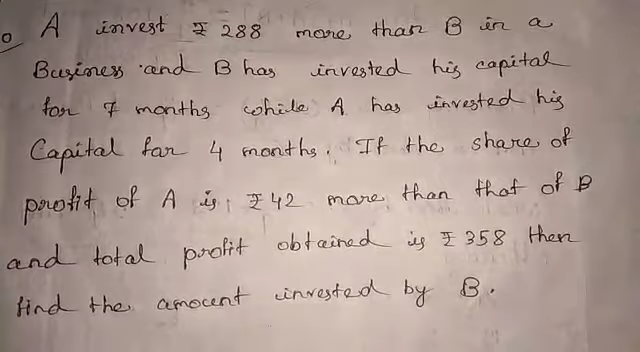 A invest ₹ 288 more than B in a
Business and B has invested his capital
for 7 months while A has invested his
Capital for 4 months. If the share of
profit of A is ₹ 42 more than that of B
and total profit obtained is ₹ 358 then
find the amount invested by B.